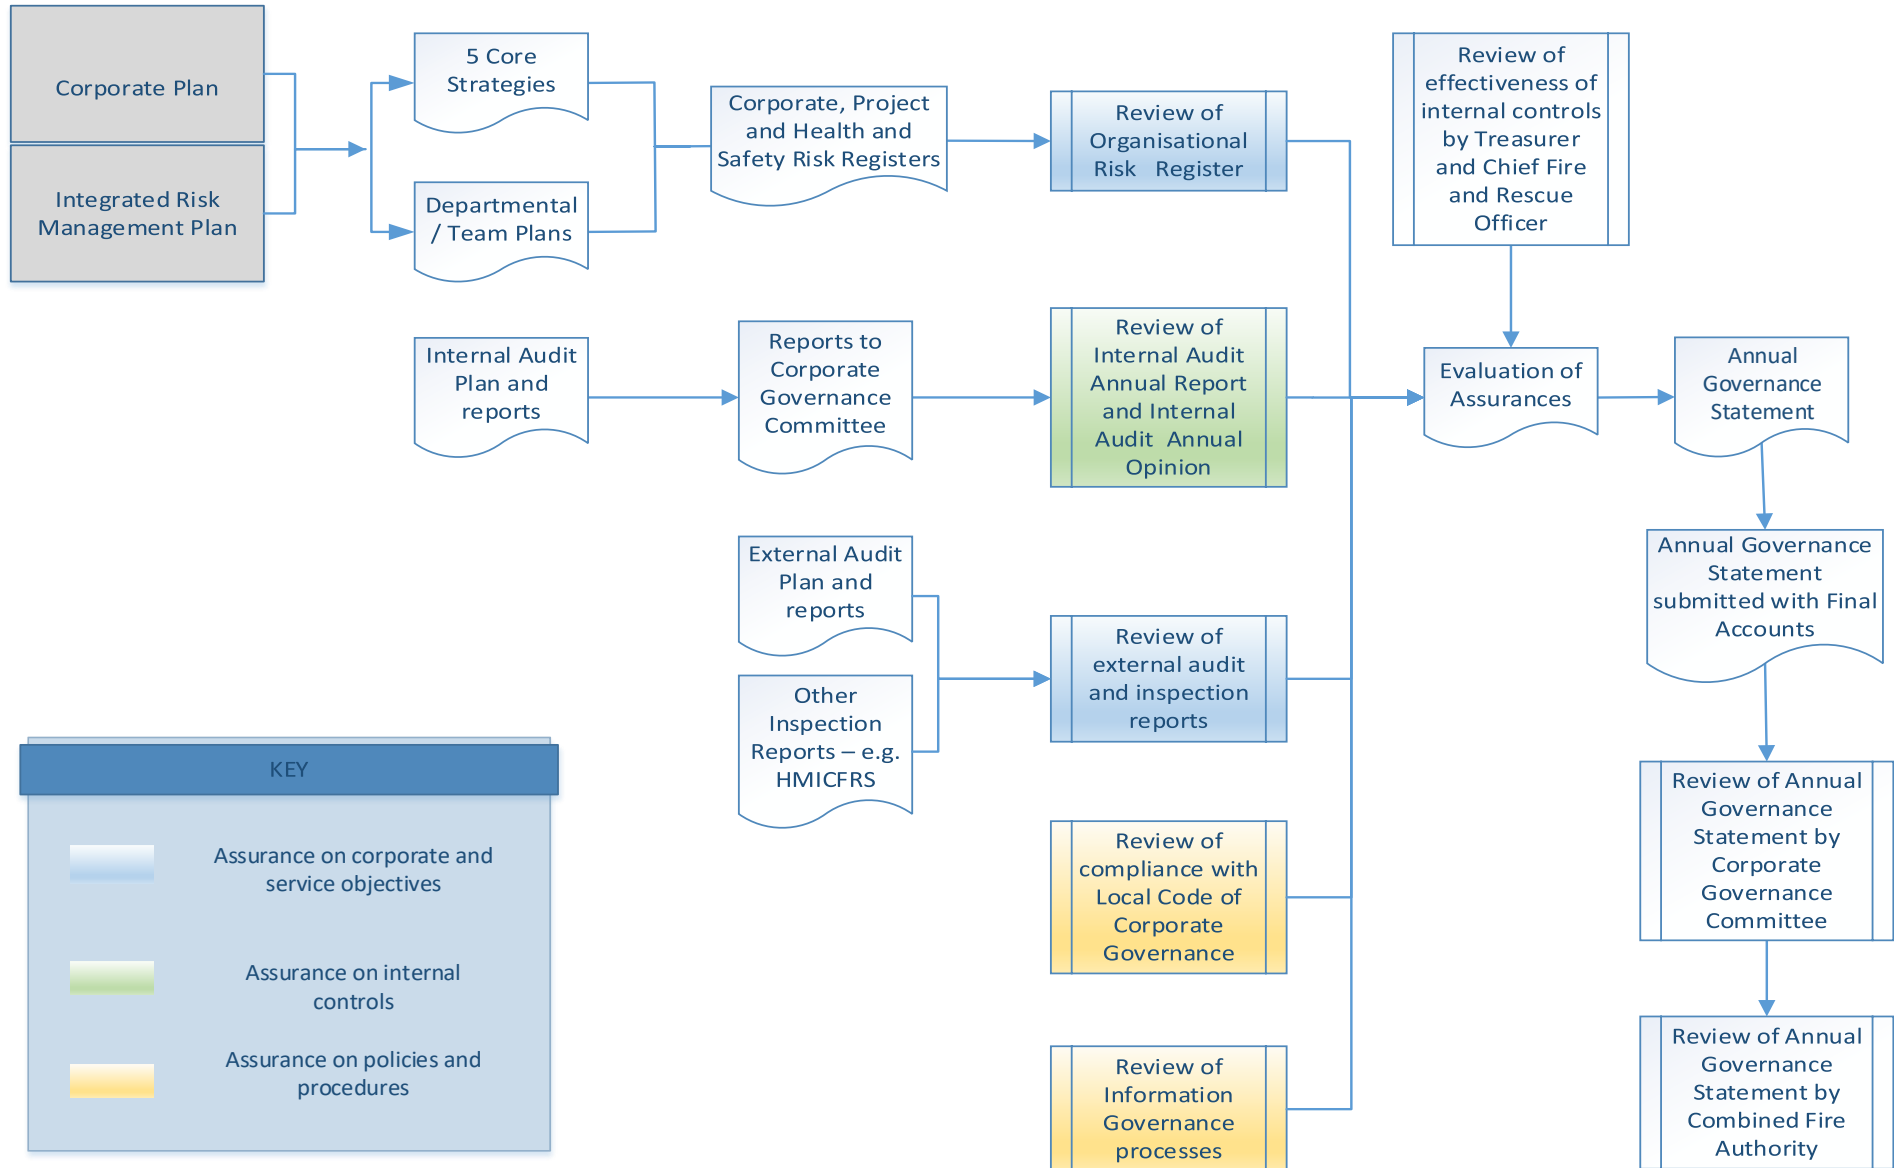 Corporate Plan
Integrated Risk
Management Plan
5 Core
Strategies
Departmental
/ Team Plans
Corporate, Project
and Health and
Safety Risk Registers
Review of
Organisational
Risk Register
Review of
effectiveness of
internal controls
by Treasurer
and Chief Fire
and Rescue
Officer
Internal Audit
Plan and
reports
Reports to
Corporate
Governance
Committee
Review of
Internal Audit
Annual Report
and Internal
Audit Annual
Opinion
Evaluation of
Assurances
Annual
Governance
Statement
External Audit
Plan and
reports
Other
Inspection
Reports – e.g.
HMICFRS
Review of
external audit
and inspection
reports
Annual Governance
Statement
submitted with Final
Accounts
Review of
compliance with
Local Code of
Corporate
Governance
Review of Annual
Governance
Statement by
Corporate
Governance
Committee
Review of
Information
Governance
processes
Review of Annual
Governance
Statement by
Combined Fire
Authority
KEY
Assurance on corporate and
service objectives
Assurance on internal
controls
Assurance on policies and
procedures